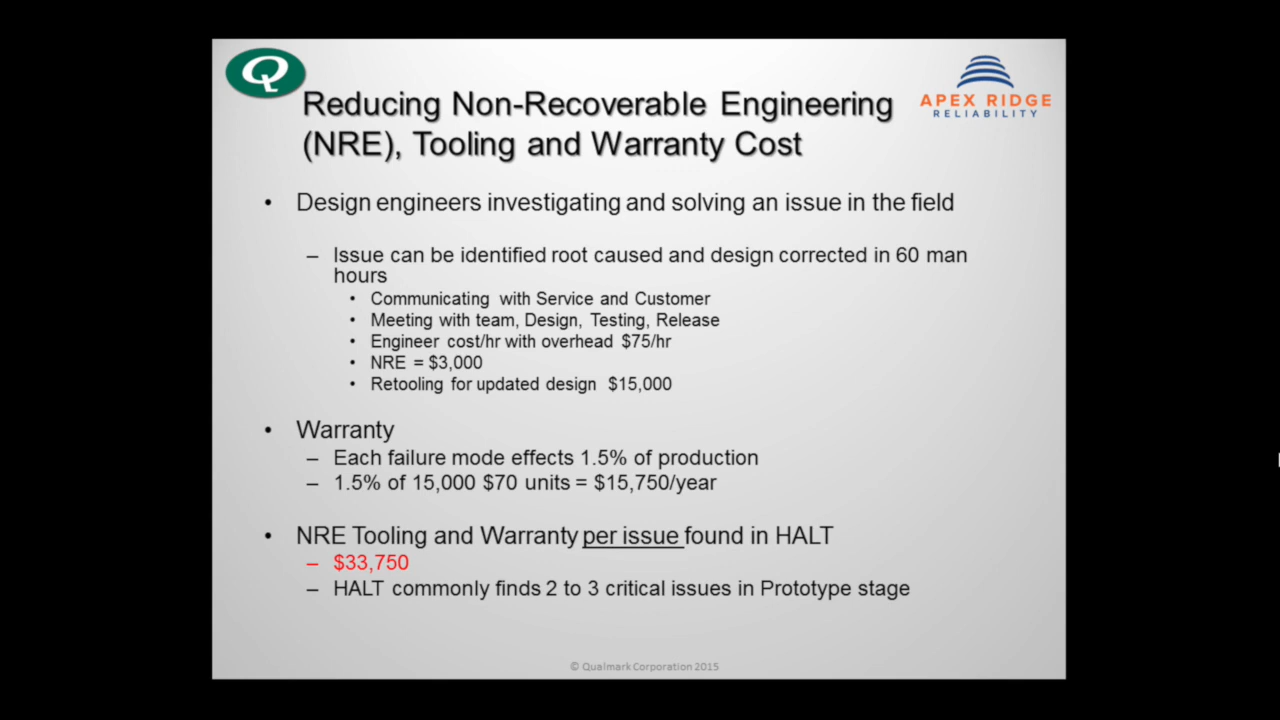 Q
Reducing Non-Recoverable Engineering
(NRE), Tooling and Warranty Cost
APEX RIDGE
RELIABILITY
• Design engineers investigating and solving an issue in the field
– Issue can be identified root caused and design corrected in 60 man
hours
• Communicating with Service and Customer
• Meeting with team, Design, Testing, Release
• Engineer cost/hr with overhead $75/hr
• NRE = $3,000
• Retooling for updated design $15,000
• Warranty
– Each failure mode effects 1.5% of production
– 1.5% of 15,000 $70 units = $15,750/year
• NRE Tooling and Warranty per issue found in HALT
– $33,750
– HALT commonly finds 2 to 3 critical issues in Prototype stage
© Qualmark Corporation 2015